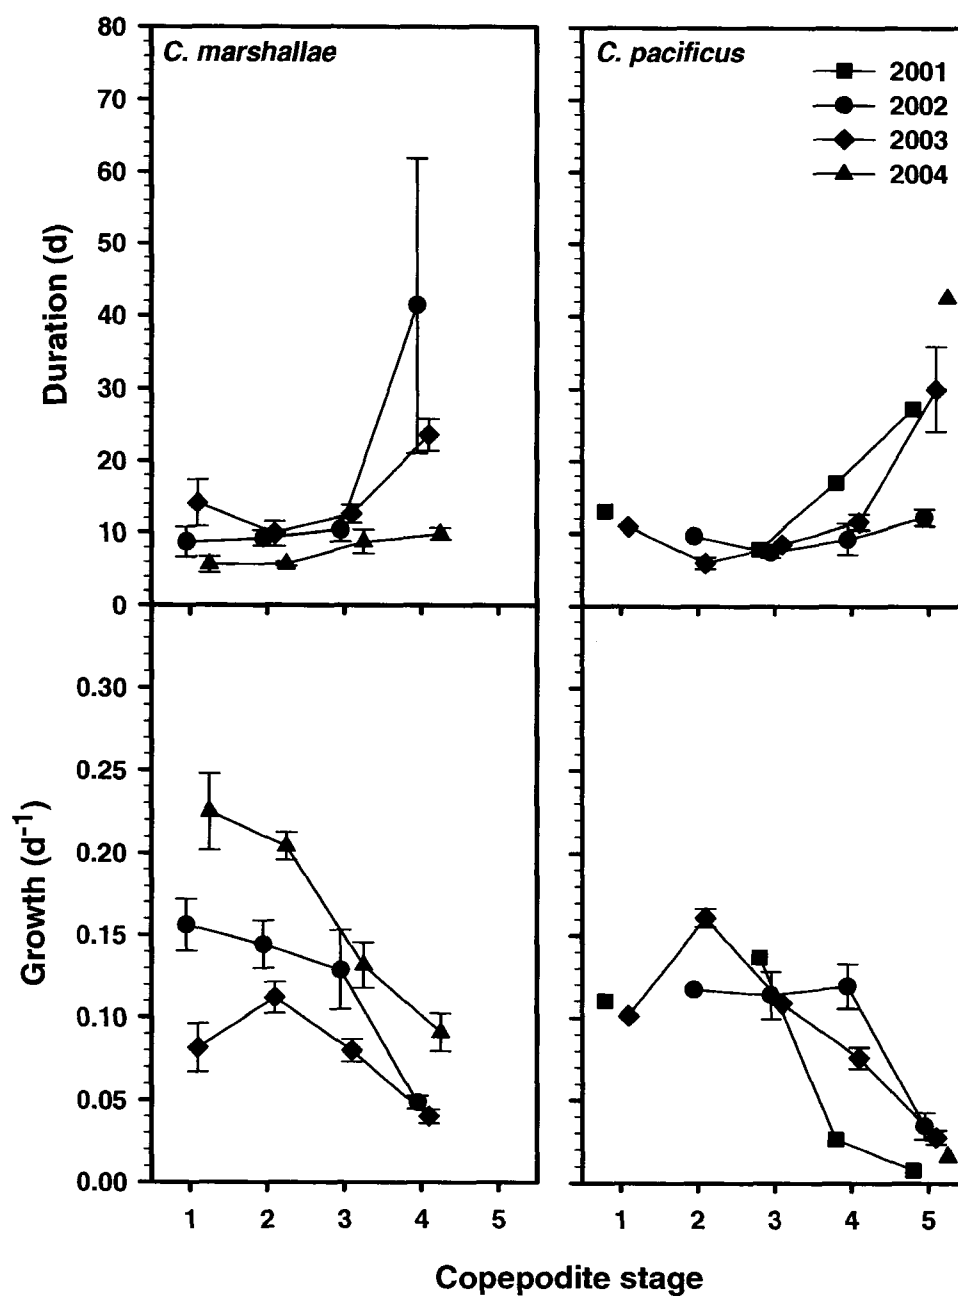 C. marshallae
C. pacificus
2001
2002
2003
2004
Duration (d)
80
70
60
50
40
30
20
10
0
Growth (d⁻¹)
0.30
0.25
0.20
0.15
0.10
0.05
0.00
1 2 3 4 5
1 2 3 4 5
Copepodite stage